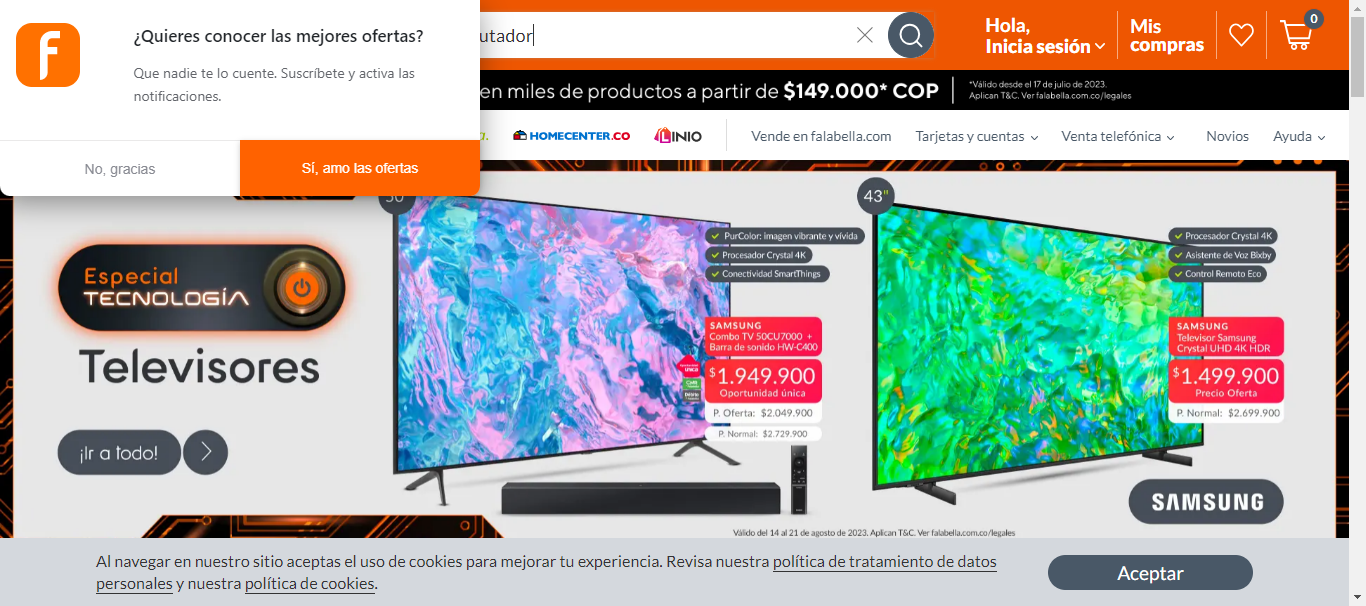 ¿Quieres conocer las mejores ofertas?
Que nadie te lo cuente. Suscríbete y activa las
notificaciones.
No, gracias
Sí, amo las ofertas
utador
Hola,
Inicia sesión
Mis
compras
0
en miles de productos a partir de $149.000* COP
*Válido desde el 17 de julio de 2023.
Aplican T&C. Ver falabella.com.co/legales
HOMECENTER.CO
LINIO
Vende en falabella.com
Tarjetas y cuentas
Venta telefónica
Novios
Ayuda
Especial
TECNOLOGÍA
Televisores
¡Ir a todo!
50"
PurColor: imagen vibrante y vívida
Procesador Crystal 4K
Conectividad SmartThings
SAMSUNG
Combo TV 50CU7000 +
Barra de sonido HW-C400
$1.949.900
Oportunidad única
P. Oferta: $2.049.900
P. Normal: $2.729.900
43"
Procesador Crystal 4K
Asistente de Voz Bixby
Control Remoto Eco
SAMSUNG
Televisor Samsung
Crystal UHD 4K HDR
$1.499.900
Precio Oferta
P. Normal: $2.699.900
SAMSUNG
Válido del 14 al 21 de agosto de 2023. Aplican T&C. Ver falabella.com.co/legales
Al navegar en nuestro sitio aceptas el uso de cookies para mejorar tu experiencia. Revisa nuestra política de tratamiento de datos
personales y nuestra política de cookies.
Aceptar